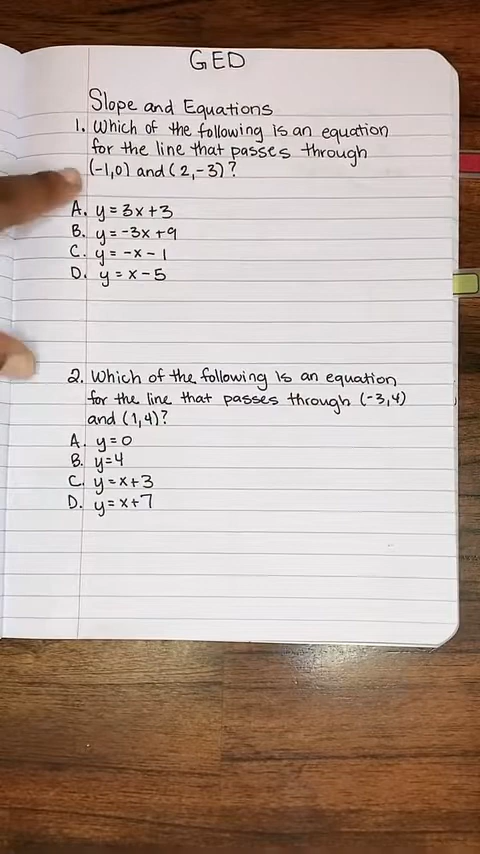 GED
Slope and Equations
1. Which of the following is an equation
for the line that passes through
(-1,0) and (2,-3)?
A. y = 3x+3
B. y = -3x +9
C. y = -x - 1
D. y = x - 5
2. Which of the following is an equation
for the line that passes through (-3,4)
and (1,4)?
A. y = 0
B. y=4
C. y = x+3
D. y = x+7